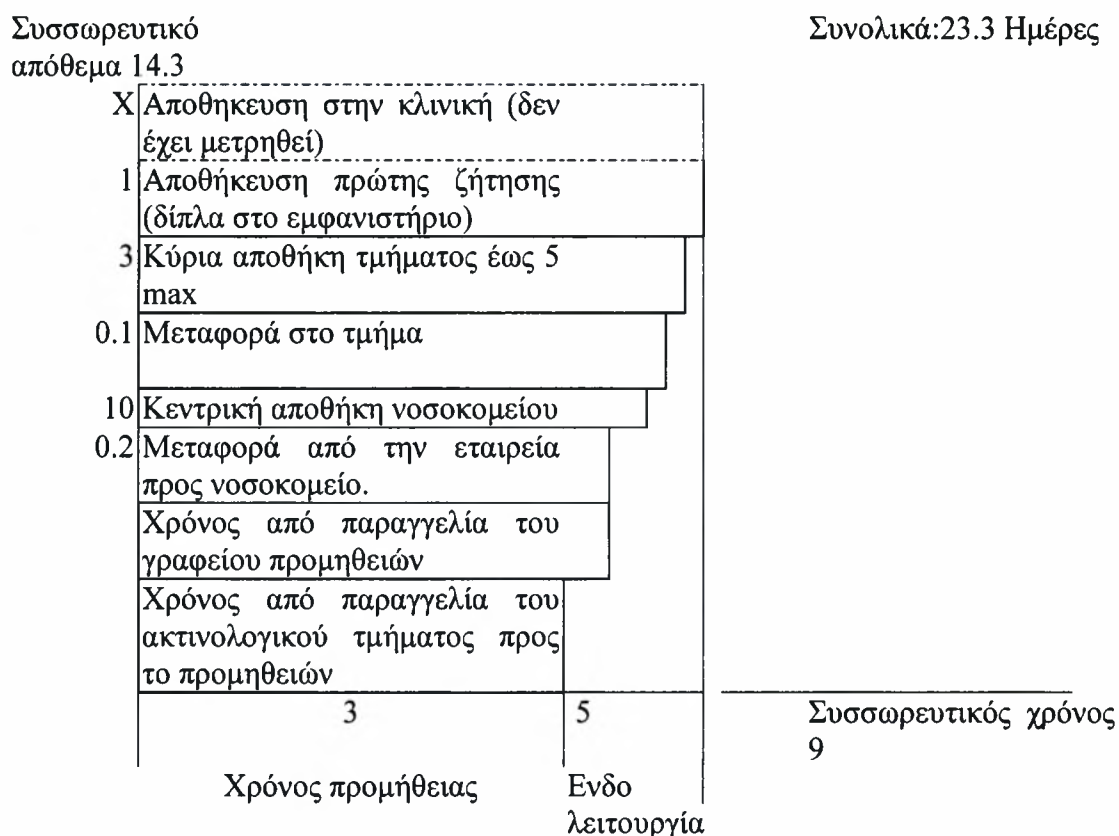 Συσσωρευτικό
απόθεμα 14.3
Συνολικά:23.3 Ημέρες
Χ Αποθηκευση στην κλινική (δεν
έχει μετρηθεί)
1 Αποθήκευση πρώτης ζήτησης
(δίπλα στο εμφανιστήριο)
3 Κύρια αποθήκη τμήματος έως 5
max
0.1 Μεταφορά στο τμήμα
10 Κεντρική αποθήκη νοσοκομείου
0.2 Μεταφορά από την εταιρεία
προς νοσοκομείο.
Χρόνος από παραγγελία του
γραφείου προμηθειών
Χρόνος από παραγγελία του
ακτινολογικού τμήματος προς
το προμηθειών
3
5
Συσσωρευτικός χρόνος
9
Χρόνος προμήθειας
Ενδο
λειτουργία